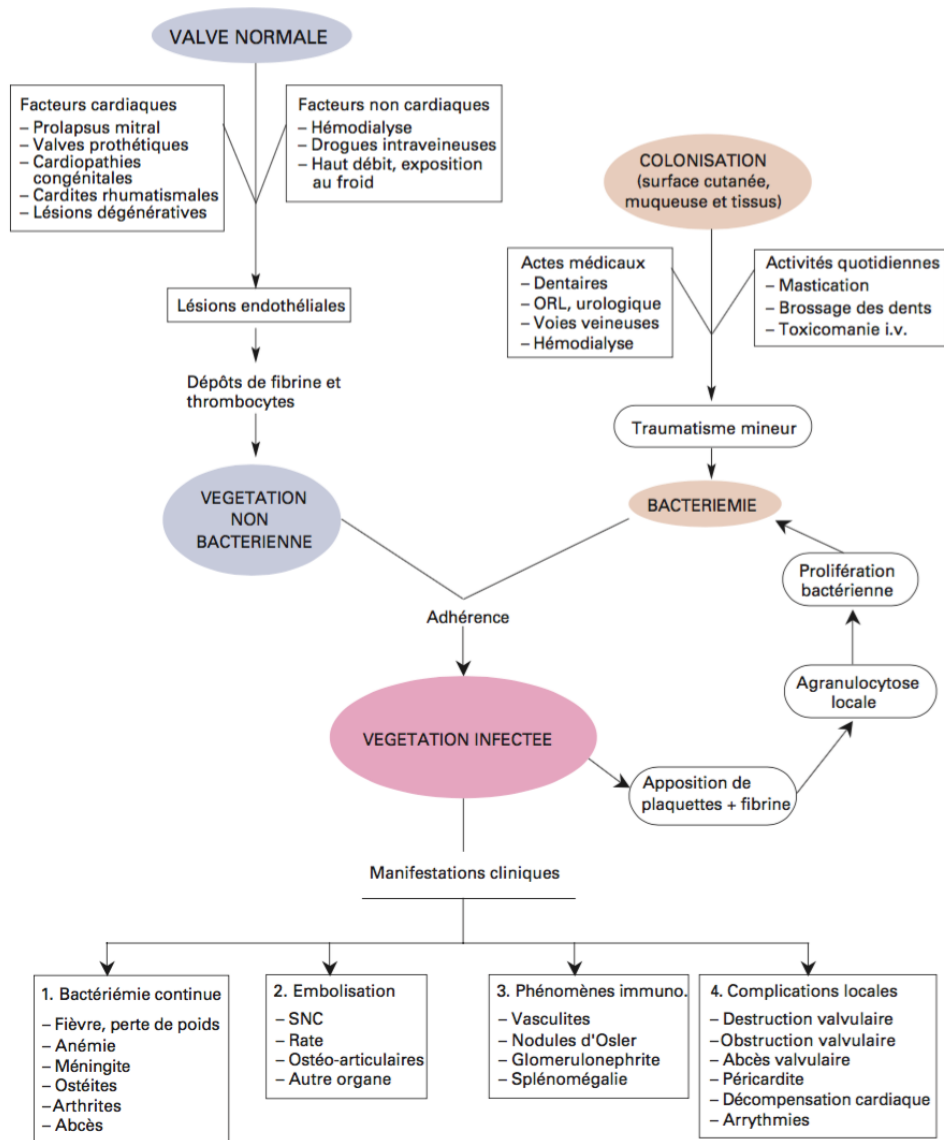 VALVE NORMALE
Facteurs cardiaques
– Prolapsus mitral
– Valves prothétiques
– Cardiopathies
congénitales
– Cardites rhumatismales
– Lésions dégénératives
Facteurs non cardiaques
– Hémodialyse
– Drogues intraveineuses
– Haut débit, exposition
au froid
Lésions endothéliales
Dépôts de fibrine et
thrombocytes
VEGETATION
NON
BACTERIENNE
COLONISATION
(surface cutanée,
muqueuse et tissus)
Actes médicaux
– Dentaires
– ORL, urologique
– Voies veineuses
– Hémodialyse
Activités quotidiennes
– Mastication
– Brossage des dents
– Toxicomanie i.v.
Traumatisme mineur
BACTERIEMIE
Adhérence
VEGETATION INFECTEE
Apposition de
plaquettes + fibrine
Agranulocytose
locale
Prolifération
bactérienne
Manifestations cliniques
1. Bactériémie continue
– Fièvre, perte de poids
– Anémie
– Méningite
– Ostéites
– Arthrites
– Abcès
2. Embolisation
– SNC
– Rate
– Ostéo-articulaires
– Autre organe
3. Phénomènes immuno.
– Vasculites
– Nodules d'Osler
– Glomerulonephrite
– Splénomégalie
4. Complications locales
– Destruction valvulaire
– Obstruction valvulaire
– Abcès valvulaire
– Péricardite
– Décompensation cardiaque
– Arrythmies